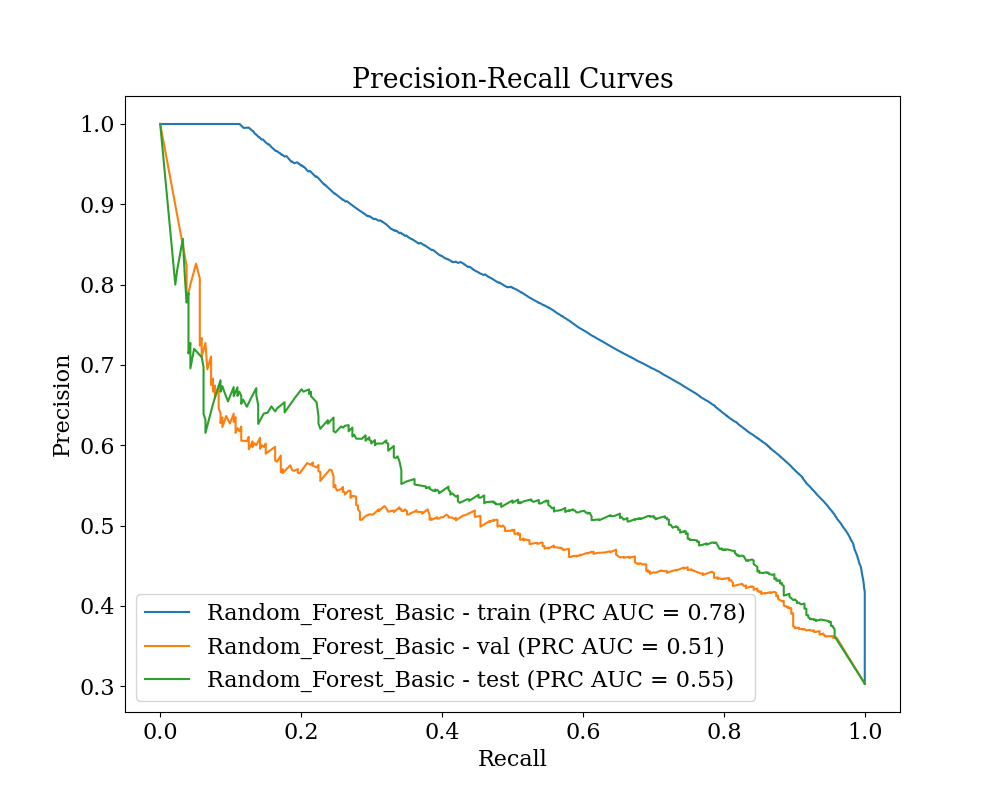 Precision-Recall Curves
Precision
1.0
0.9
0.8
0.7
0.6
0.5
0.4
0.3
Random_Forest_Basic - train (PRC AUC = 0.78)
Random_Forest_Basic - val (PRC AUC = 0.51)
Random_Forest_Basic - test (PRC AUC = 0.55)
0.0 0.2 0.4 0.6 0.8 1.0
Recall